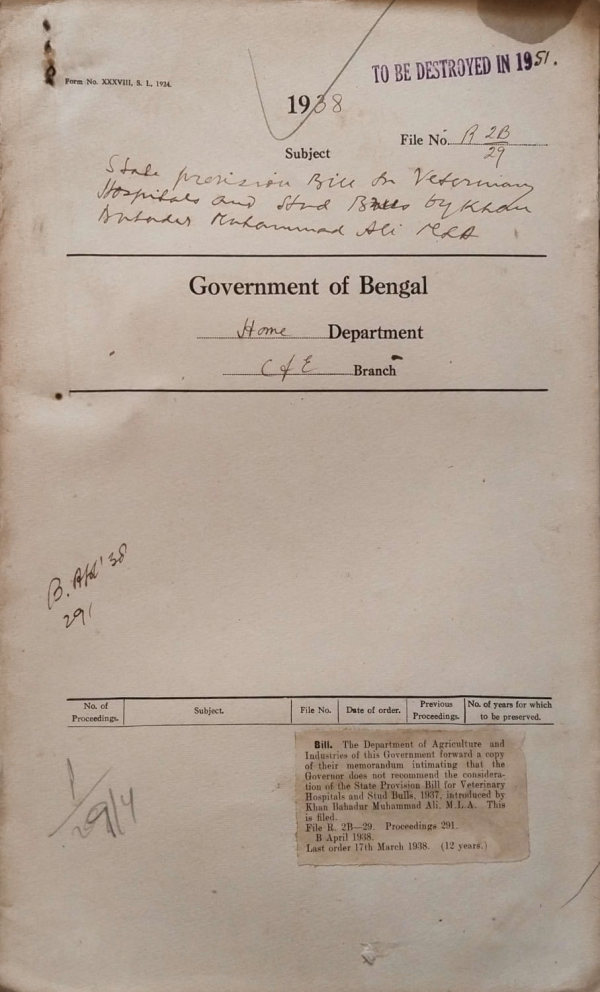 TO BE DESTROYED IN 1951.
Form No. XXXVIII, S. L., 1924.
1938
File No. R 2B/29
Subject
State provision Bill for Veterinary
Hospitals and Stud Bulls by Khan
Bahadur Muhammad Ali MLA
Government of Bengal
Home Department
C & E Branch
B. Apl' 38
291
No. of Proceedings. Subject. File No. Date of order. Previous Proceedings. No. of years for which to be preserved.
Bill. The Department of Agriculture and
Industries of this Government forward a copy
of their memorandum intimating that the
Governor does not recommend the considera-
tion of the State Provision Bill for Veterinary
Hospitals and Stud Bulls, 1937, introduced by
Khan Bahadur Muhammad Ali, M.L.A. This
is filed.
File R. 2B—29. Proceedings 291.
B April 1938.
Last order 17th March 1938. (12 years.)
1/29/4